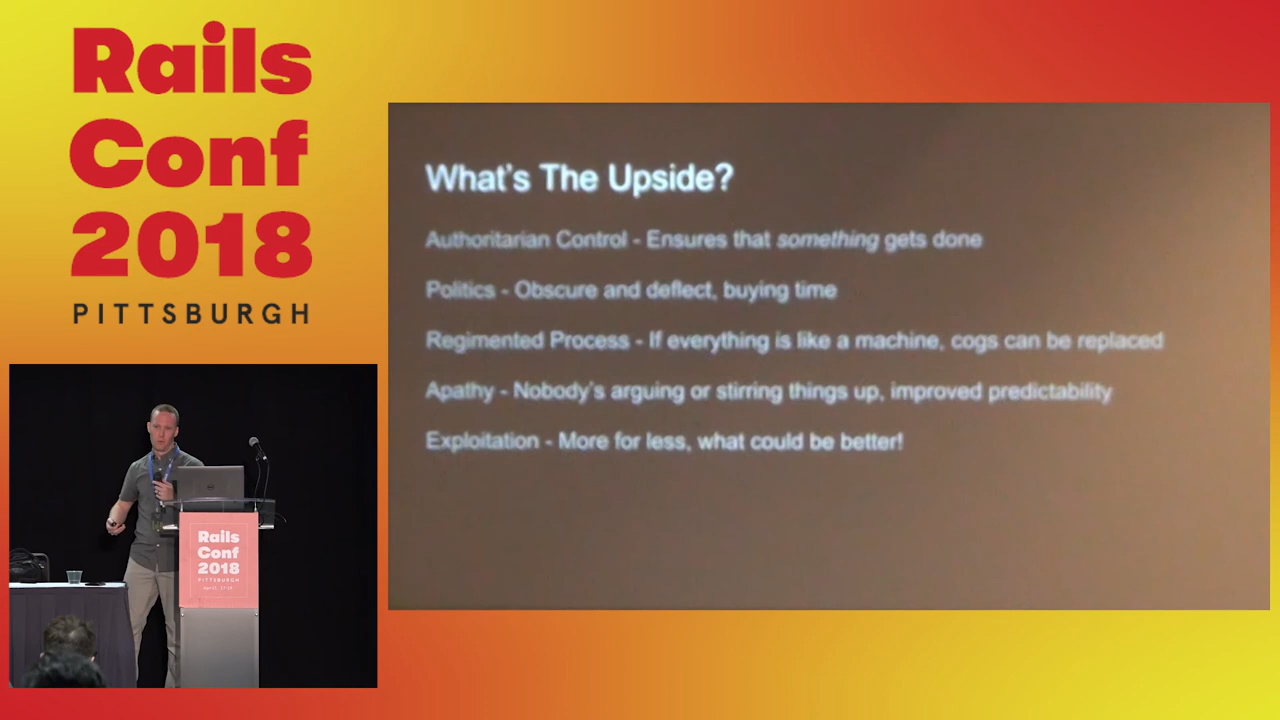 Rails
Conf
2018
PITTSBURGH
What's The Upside?
Authoritarian Control - Ensures that something gets done
Politics - Obscure and deflect, buying time
Regimented Process - If everything is like a machine, cogs can be replaced
Apathy - Nobody's arguing or stirring things up, improved predictability
Exploitation - More for less, what could be better!
Rails
Conf
2018
PITTSBURGH